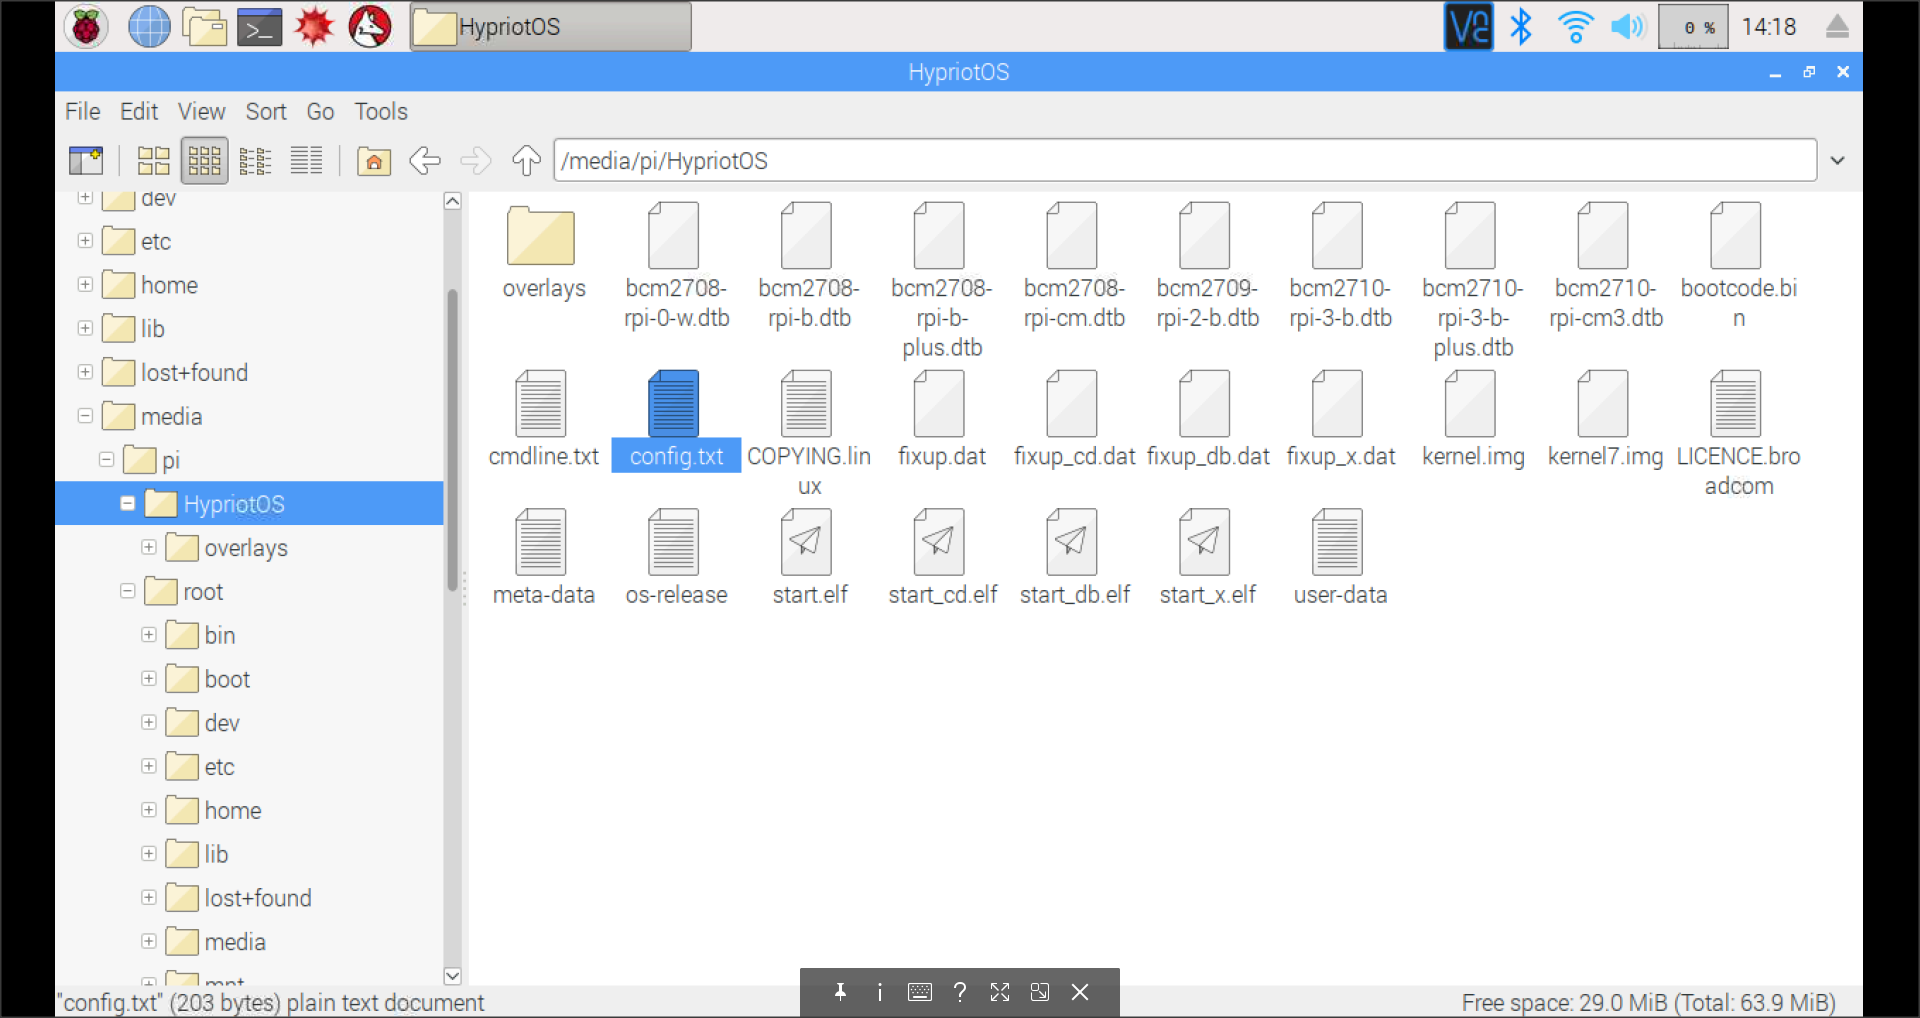 HypriotOS
V2
0 %
14:18
HypriotOS
File Edit View Sort Go Tools
/media/pi/HypriotOS
dev
etc
home
lib
lost+found
media
pi
HypriotOS
overlays
root
bin
boot
dev
etc
home
lib
lost+found
media
mnt
overlays
bcm2708-
rpi-0-w.dtb
bcm2708-
rpi-b.dtb
bcm2708-
rpi-b-
plus.dtb
bcm2708-
rpi-cm.dtb
bcm2709-
rpi-2-b.dtb
bcm2710-
rpi-3-b.dtb
bcm2710-
rpi-3-b-
plus.dtb
bcm2710-
rpi-cm3.dtb
bootcode.bi
n
cmdline.txt
config.txt
COPYING.lin
ux
fixup.dat
fixup_cd.dat
fixup_db.dat
fixup_x.dat
kernel.img
kernel7.img
LICENCE.bro
adcom
meta-data
os-release
start.elf
start_cd.elf
start_db.elf
start_x.elf
user-data
"config.txt" (203 bytes) plain text document
Free space: 29.0 MiB (Total: 63.9 MiB)